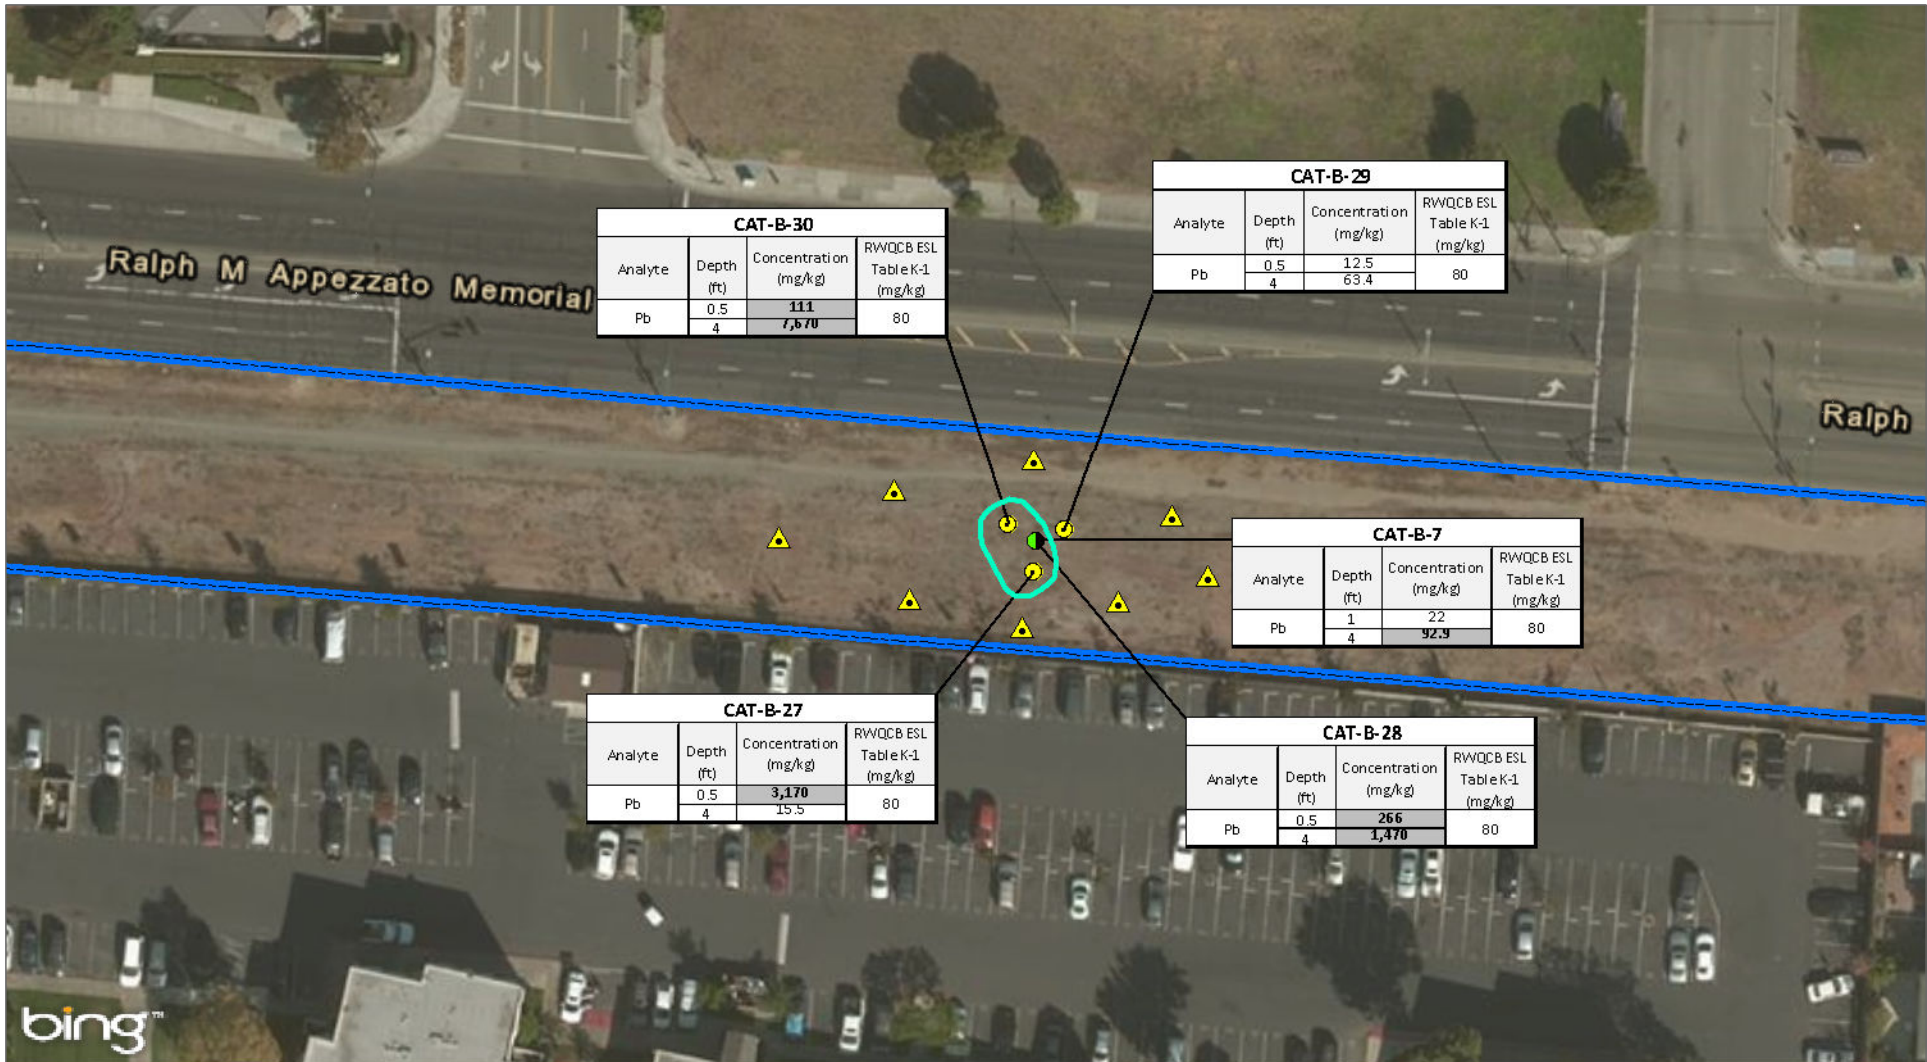 CAT-B-29
Analyte Depth (ft) Concentration (mg/kg) RWQCB ESL Table K-1 (mg/kg)
Pb 0.5 12.5 80
4 63.4
CAT-B-30
Analyte Depth (ft) Concentration (mg/kg) RWQCB ESL Table K-1 (mg/kg)
Pb 0.5 111 80
4 7,670
Ralph M Appezzato Memorial
Ralph
CAT-B-7
Analyte Depth (ft) Concentration (mg/kg) RWQCB ESL Table K-1 (mg/kg)
Pb 1 22 80
4 92.9
CAT-B-27
Analyte Depth (ft) Concentration (mg/kg) RWQCB ESL Table K-1 (mg/kg)
Pb 0.5 3,170 80
4 15.5
CAT-B-28
Analyte Depth (ft) Concentration (mg/kg) RWQCB ESL Table K-1 (mg/kg)
Pb 0.5 266 80
4 1,470
bing™